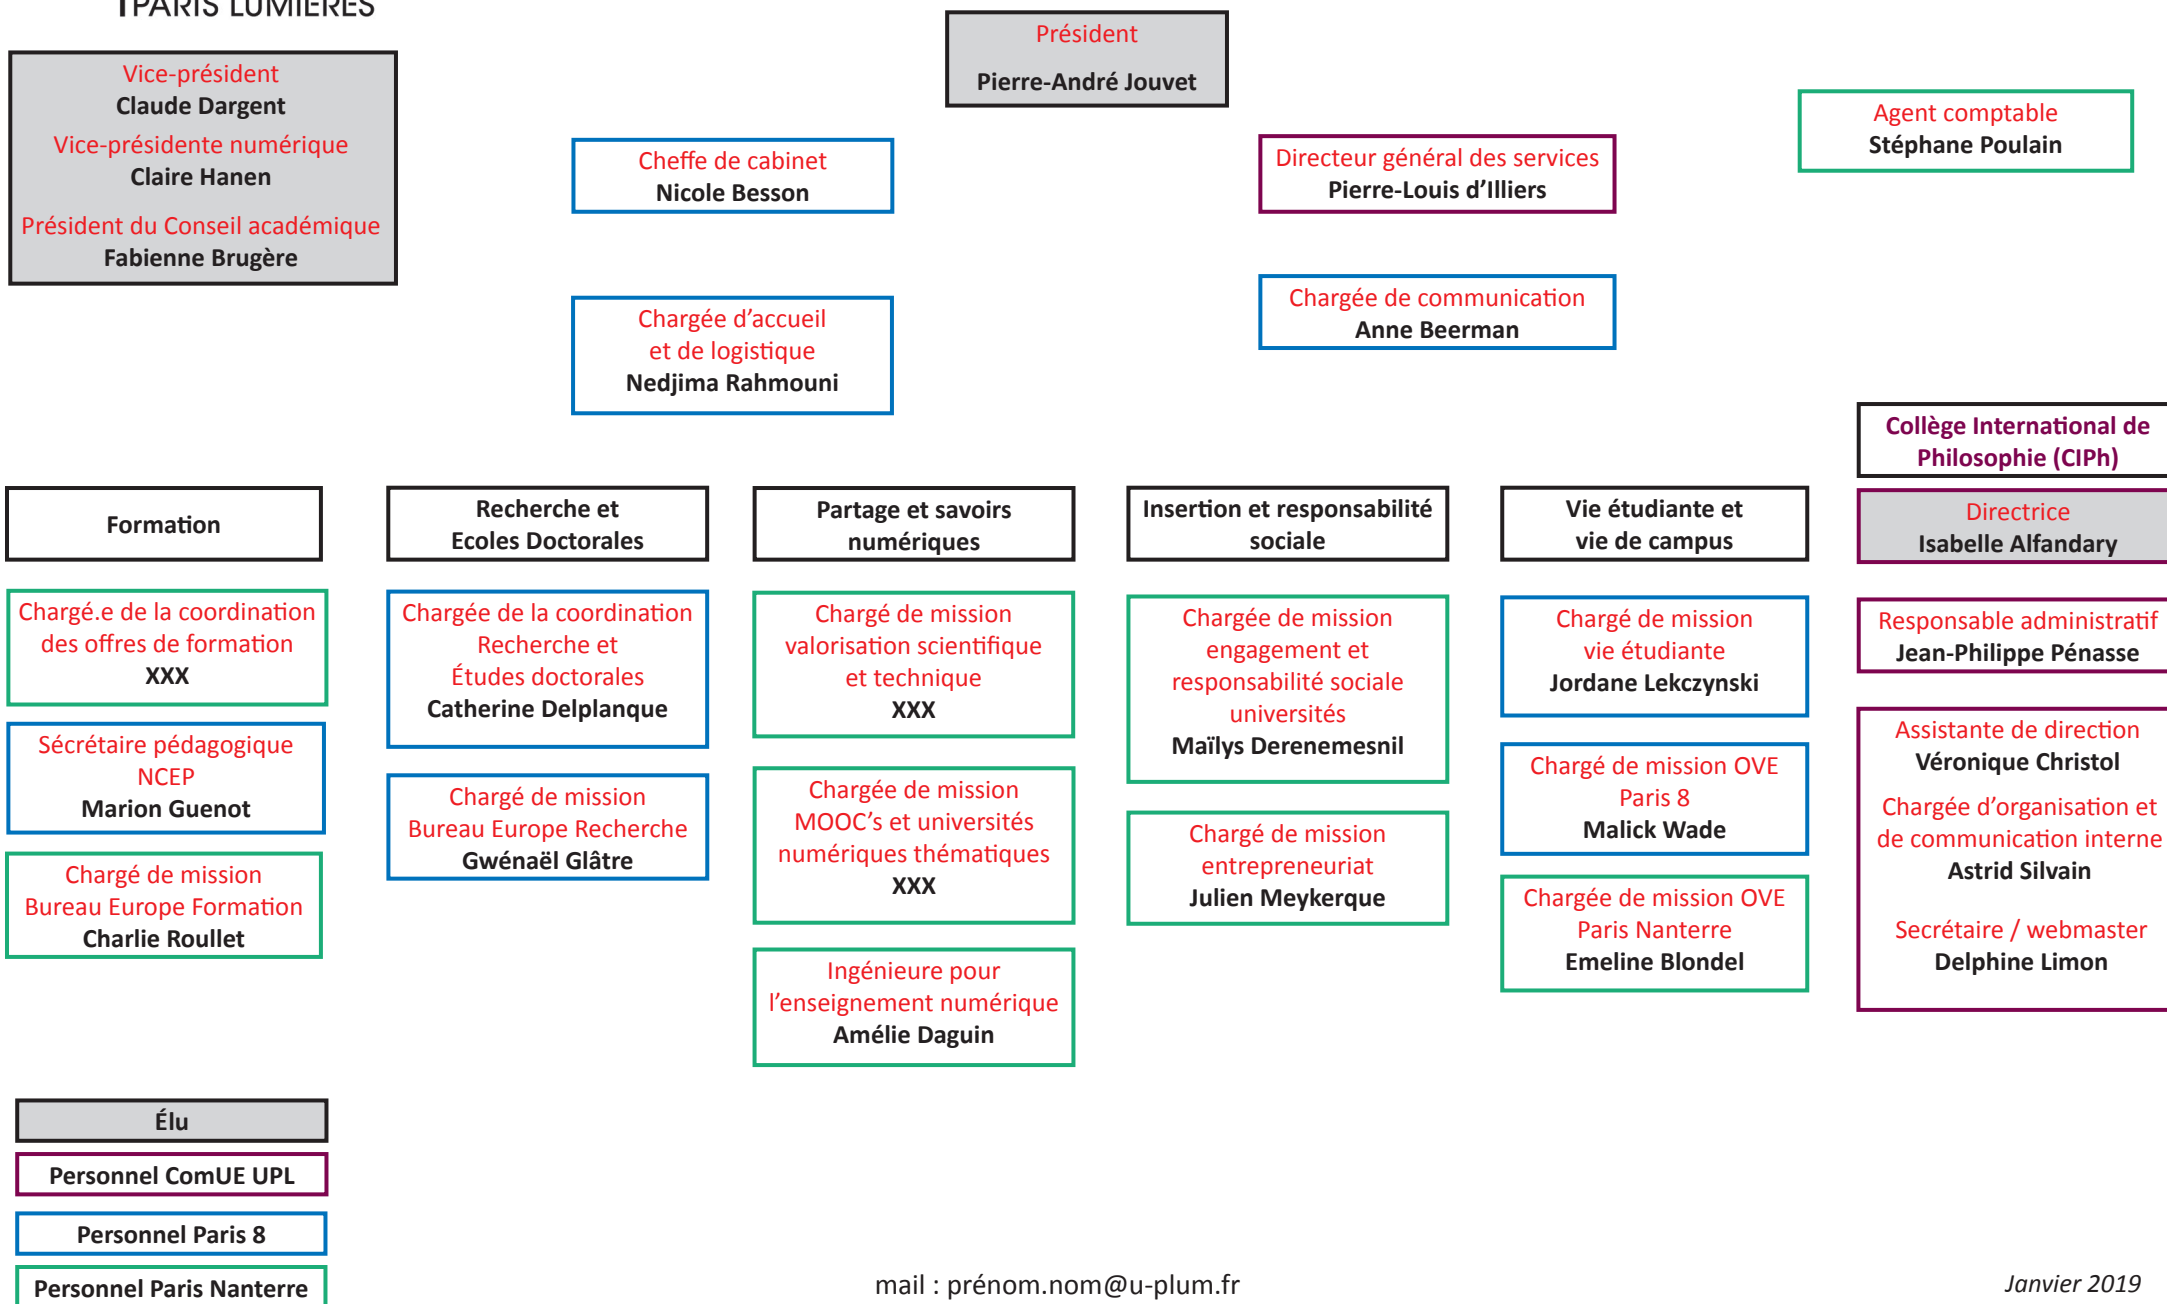 PARIS LUMIÈRES
Président
Pierre-André Jouvet
Vice-président
Claude Dargent
Vice-présidente numérique
Claire Hanen
Président du Conseil académique
Fabienne Brugère
Cheffe de cabinet
Nicole Besson
Directeur général des services
Pierre-Louis d’Illiers
Agent comptable
Stéphane Poulain
Chargée d’accueil
et de logistique
Nedjima Rahmouni
Chargée de communication
Anne Beerman
Formation
Chargé.e de la coordination
des offres de formation
XXX
Sécrétaire pédagogique
NCEP
Marion Guenot
Chargé de mission
Bureau Europe Formation
Charlie Roullet
Recherche et
Ecoles Doctorales
Chargée de la coordination
Recherche et
Études doctorales
Catherine Delplanque
Chargé de mission
Bureau Europe Recherche
Gwénaël Glâtre
Partage et savoirs
numériques
Chargé de mission
valorisation scientifique
et technique
XXX
Chargée de mission
MOOC’s et universités
numériques thématiques
XXX
Ingénieure pour
l’enseignement numérique
Amélie Daguin
Insertion et responsabilité
sociale
Chargée de mission
engagement et
responsabilité sociale
universités
Maïlys Derenemesnil
Chargé de mission
entrepreneuriat
Julien Meykerque
Vie étudiante et
vie de campus
Chargé de mission
vie étudiante
Jordane Lekczynski
Chargé de mission OVE
Paris 8
Malick Wade
Chargée de mission OVE
Paris Nanterre
Emeline Blondel
Collège International de
Philosophie (CIPh)
Directrice
Isabelle Alfandary
Responsable administratif
Jean-Philippe Pénasse
Assistante de direction
Véronique Christol
Chargée d’organisation et
de communication interne
Astrid Silvain
Secrétaire / webmaster
Delphine Limon
Élu
Personnel ComUE UPL
Personnel Paris 8
Personnel Paris Nanterre
mail : prénom.nom@u-plum.fr
Janvier 2019